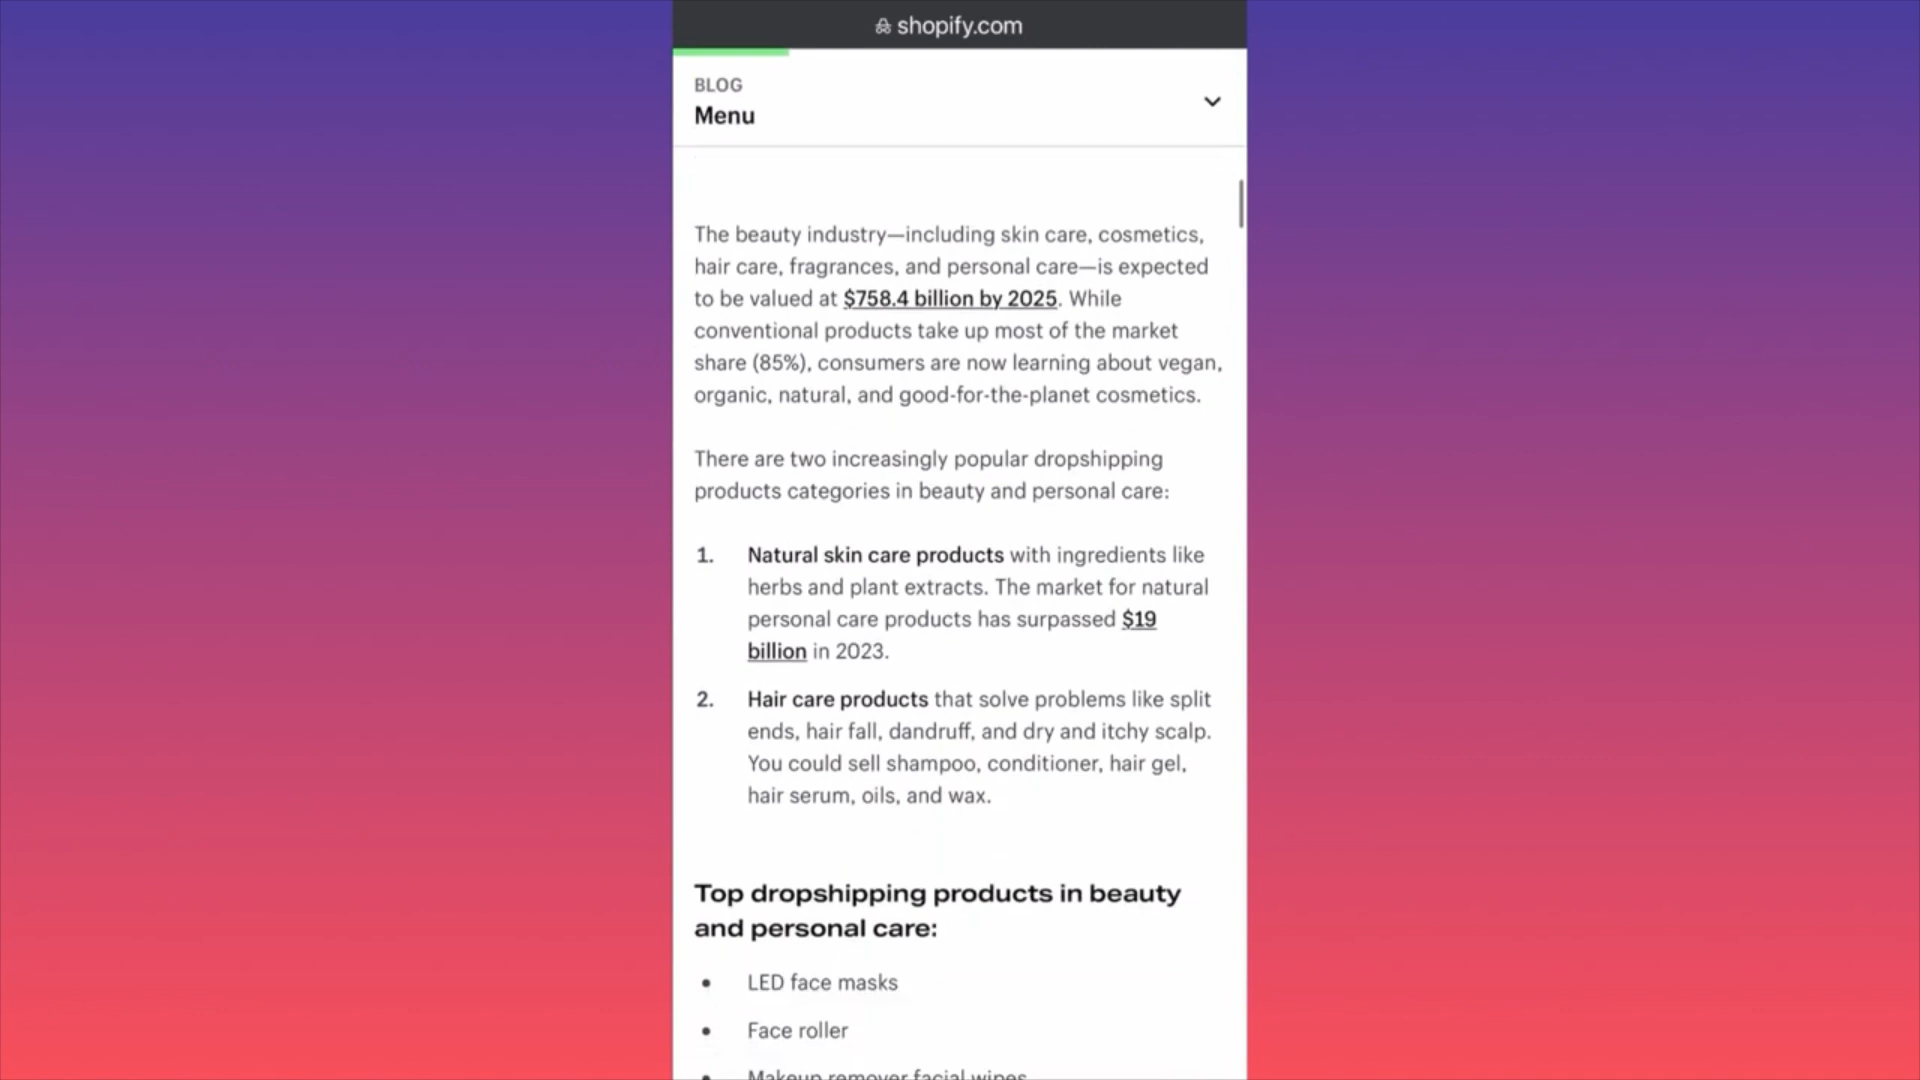 shopify.com
BLOG
Menu
The beauty industry—including skin care, cosmetics,
hair care, fragrances, and personal care—is expected
to be valued at $758.4 billion by 2025. While
conventional products take up most of the market
share (85%), consumers are now learning about vegan,
organic, natural, and good-for-the-planet cosmetics.
There are two increasingly popular dropshipping
products categories in beauty and personal care:
1. Natural skin care products with ingredients like
herbs and plant extracts. The market for natural
personal care products has surpassed $19
billion in 2023.
2. Hair care products that solve problems like split
ends, hair fall, dandruff, and dry and itchy scalp.
You could sell shampoo, conditioner, hair gel,
hair serum, oils, and wax.
Top dropshipping products in beauty
and personal care:
• LED face masks
• Face roller
• Makeup remover facial wipes